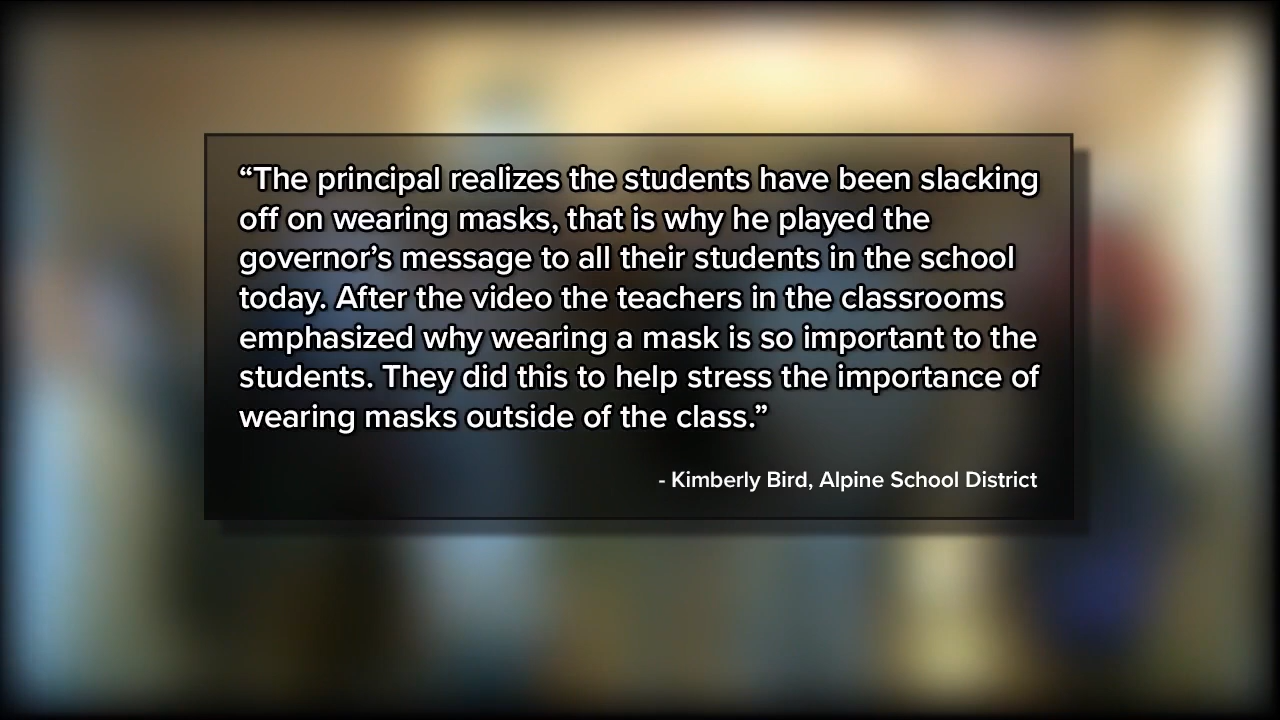 “The principal realizes the students have been slacking
off on wearing masks, that is why he played the
governor’s message to all their students in the school
today. After the video the teachers in the classrooms
emphasized why wearing a mask is so important to the
students. They did this to help stress the importance of
wearing masks outside of the class.”
- Kimberly Bird, Alpine School District